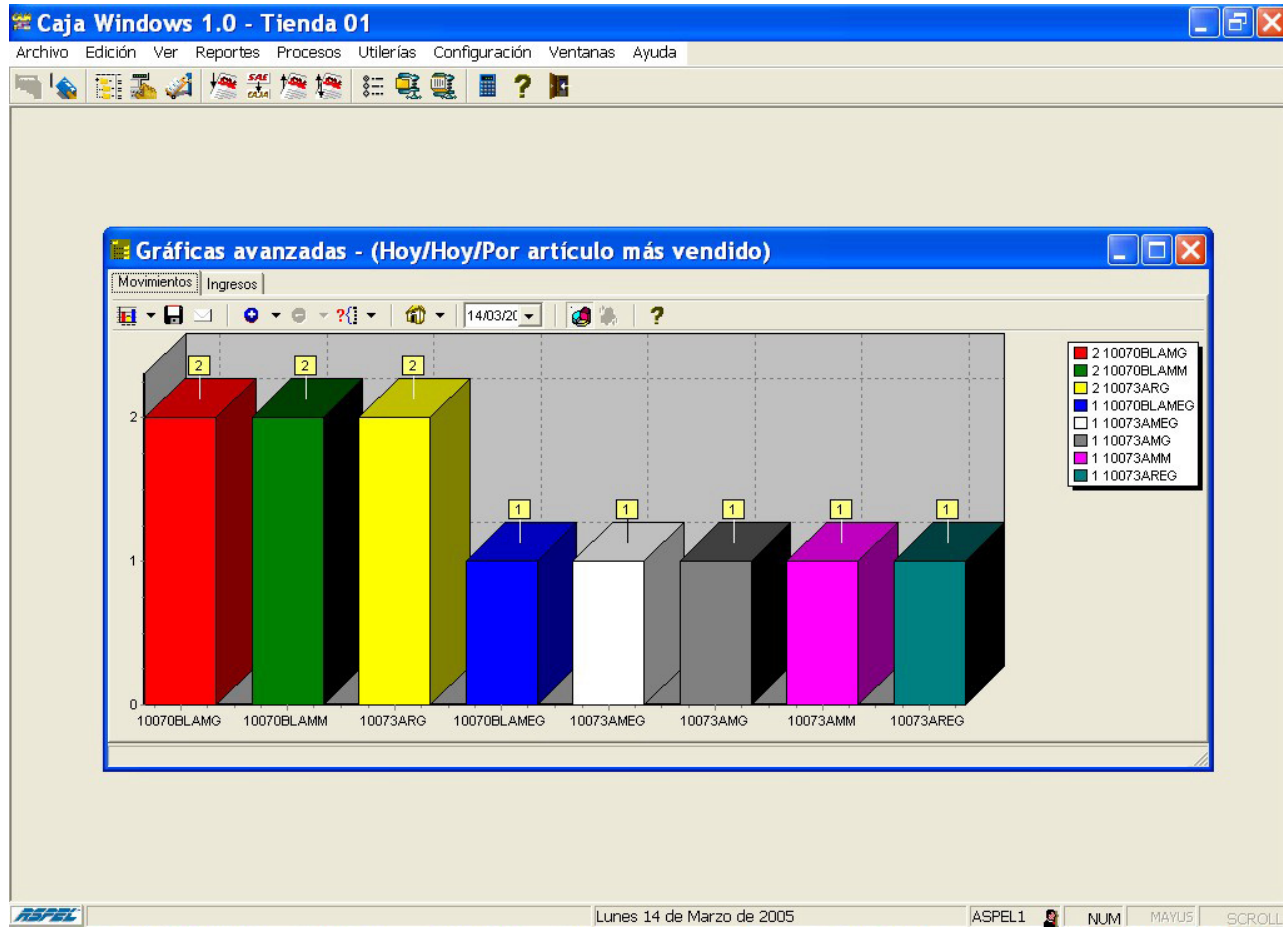 Caja Windows 1.0 - Tienda 01
Archivo Edición Ver Reportes Procesos Utilerías Configuración Ventanas Ayuda
SAE
CAJA
Gráficas avanzadas - (Hoy/Hoy/Por artículo más vendido)
Movimientos Ingresos
14/03/20
2 2 2
1 1 1 1 1
2
1
0
10070BLAMG 10070BLAMM 10073ARG 10070BLAMEG 10073AMEG 10073AMG 10073AMM 10073AREG
2 10070BLAMG
2 10070BLAMM
2 10073ARG
1 10070BLAMEG
1 10073AMEG
1 10073AMG
1 10073AMM
1 10073AREG
ASPEL Lunes 14 de Marzo de 2005 ASPEL1 NUM MAYUS SCROLL